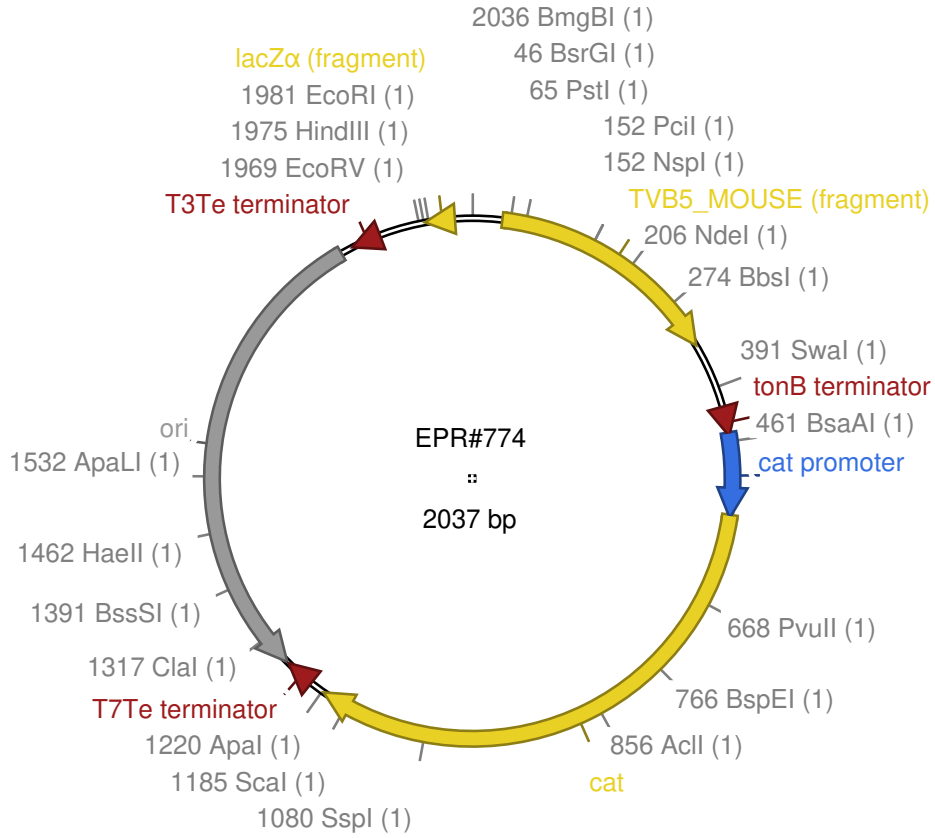 2036 BmgBI (1)
46 BsrGI (1)
65 PstI (1)
152 PciI (1)
152 NspI (1)
TVB5_MOUSE (fragment)
206 NdeI (1)
274 BbsI (1)
391 SwaI (1)
tonB terminator
461 BsaAI (1)
cat promoter
668 PvuII (1)
766 BspEI (1)
856 AclI (1)
cat
1080 SspI (1)
1185 ScaI (1)
1220 ApaI (1)
T7Te terminator
1317 ClaI (1)
1391 BssSI (1)
1462 HaeII (1)
1532 ApaLI (1)
ori
T3Te terminator
1969 EcoRV (1)
1975 HindIII (1)
1981 EcoRI (1)
lacZα (fragment)
EPR#774
2037 bp